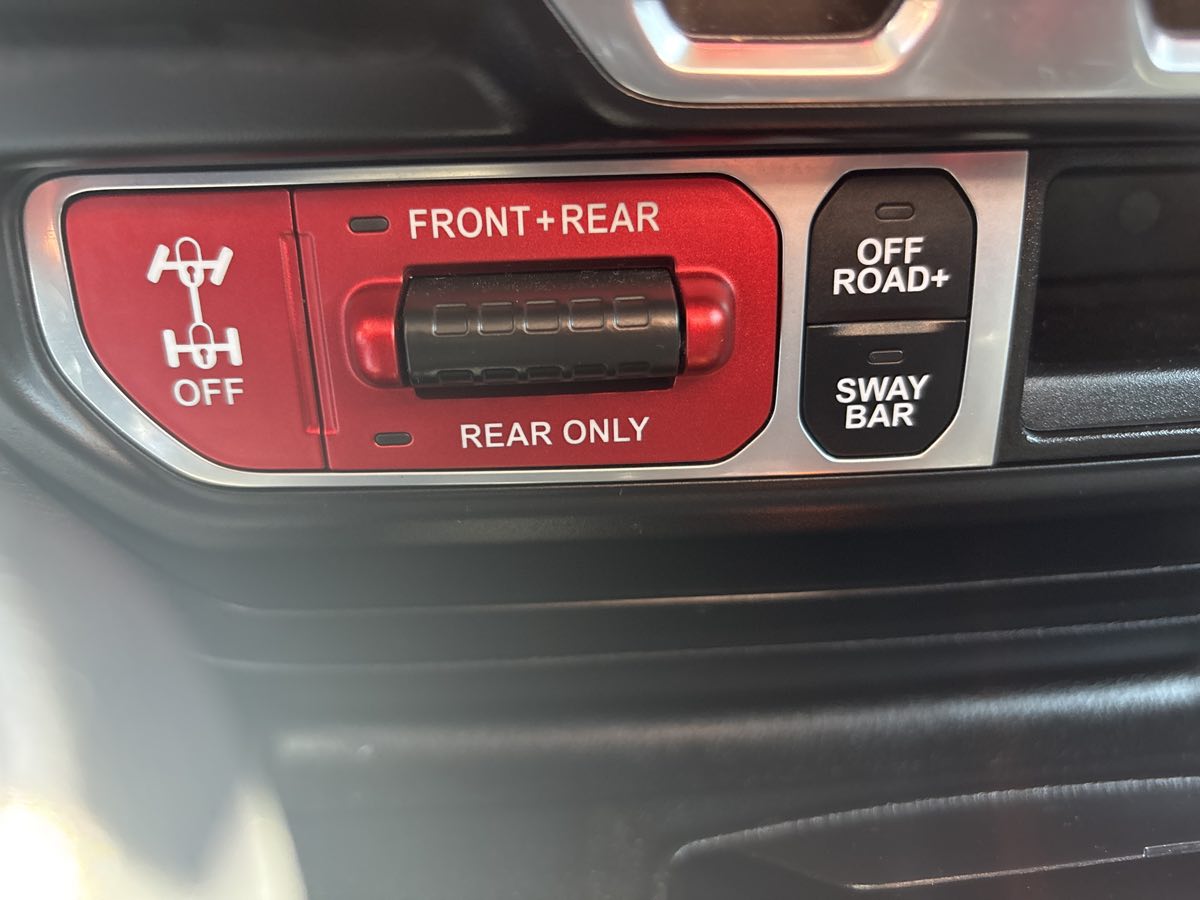 OFF
FRONT+REAR
REAR ONLY
OFF
ROAD+
SWAY
BAR